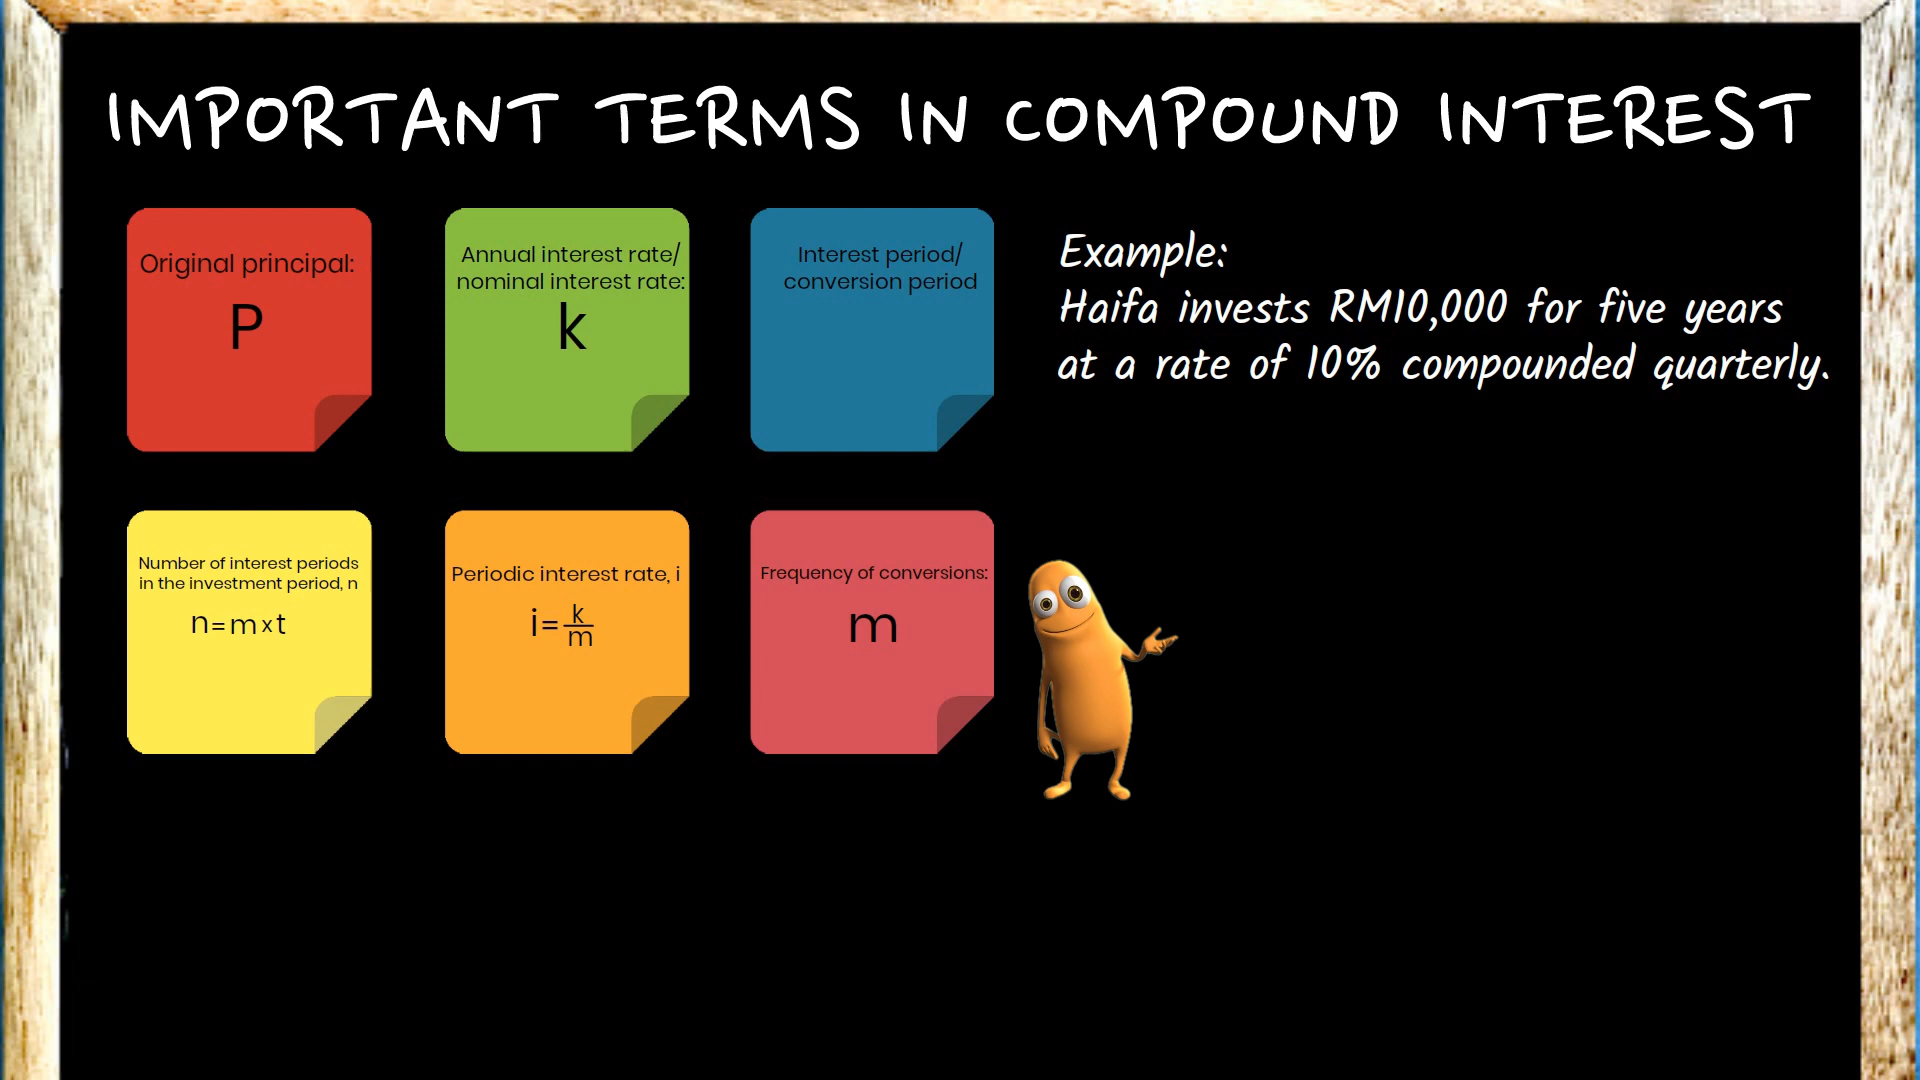 IMPORTANT TERMS IN COMPOUND INTEREST
Original principal:
P
Annual interest rate/
nominal interest rate:
k
Interest period/
conversion period
Example:
Haifa invests RM10,000 for five years
at a rate of 10% compounded quarterly.
Number of interest periods
in the investment period, n
n=m x t
Periodic interest rate, i
i=k/m
Frequency of conversions:
m